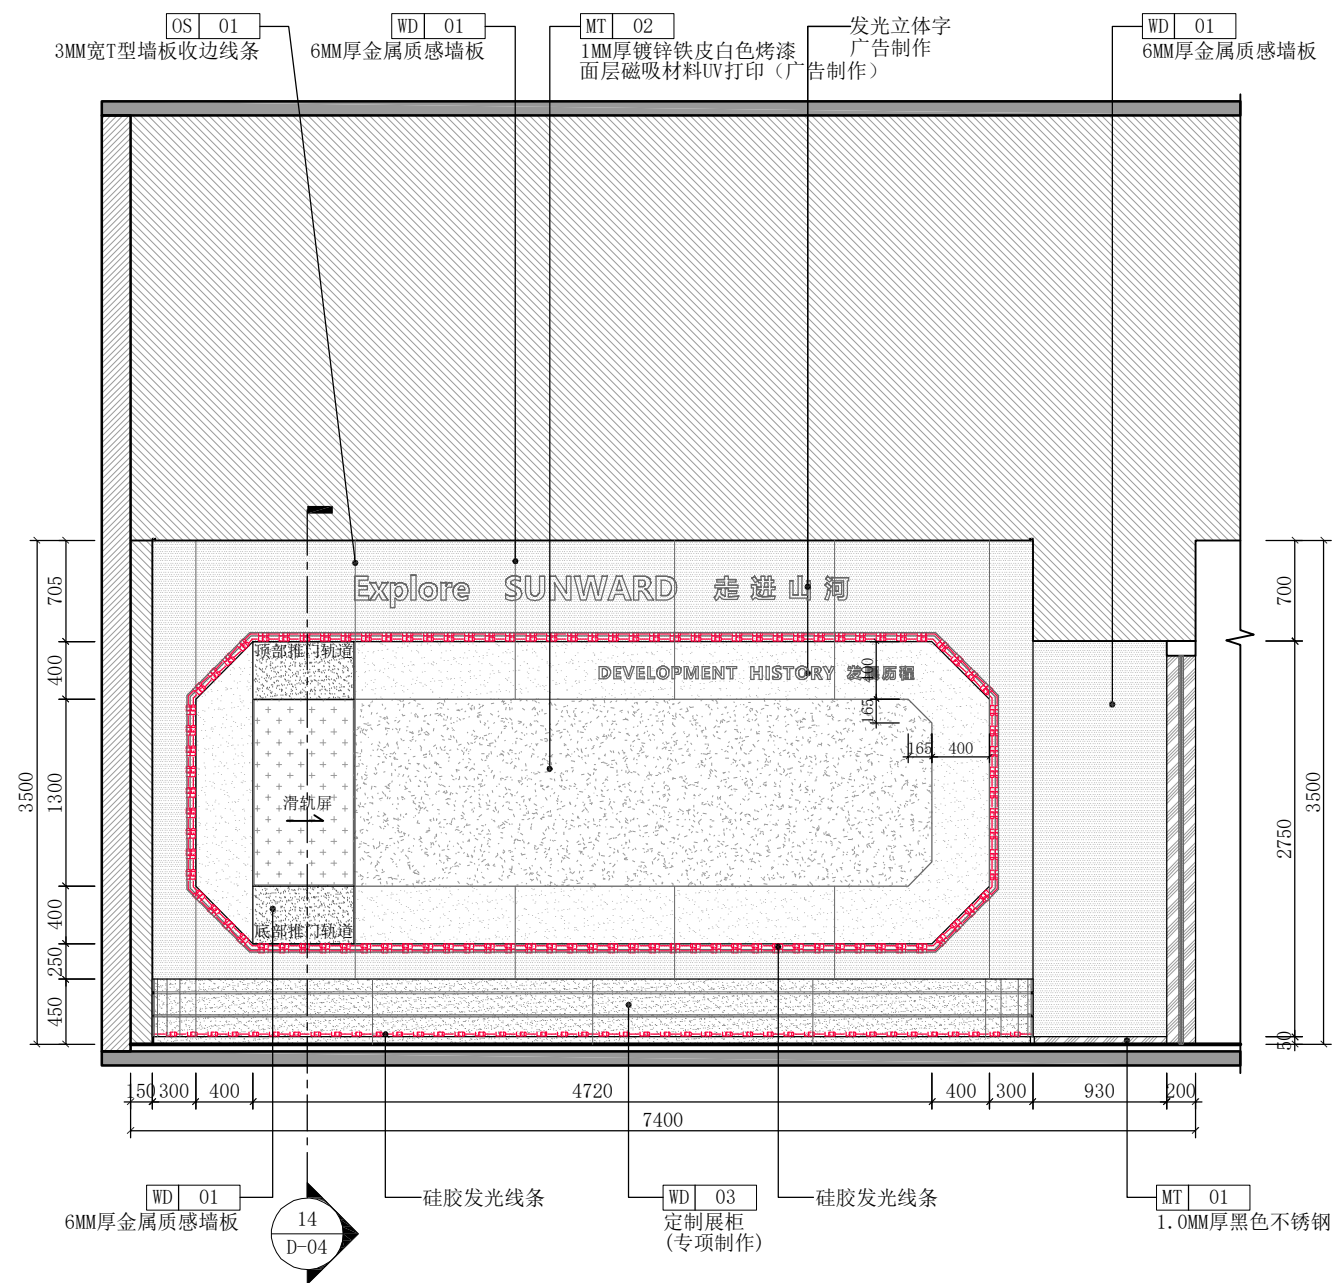 OS 01
3MM宽T型墙板收边线条
WD 01
6MM厚金属质感墙板
MT 02
1MM厚镀锌铁皮白色烤漆
面层磁吸材料UV打印（广告制作）
发光立体字
广告制作
WD 01
6MM厚金属质感墙板
Explore SUNWARD 走进山河
顶部推门轨道
DEVELOPMENT HISTORY 发展历程
400
165
165
400
滑轨屏
底部推门轨道
3500
705
400
1300
400
250
450
700
2750
50
3500
150
300
400
4720
400
300
930
200
7400
WD 01
6MM厚金属质感墙板
14
D-04
硅胶发光线条
WD 03
定制展柜
(专项制作)
硅胶发光线条
MT 01
1.0MM厚黑色不锈钢